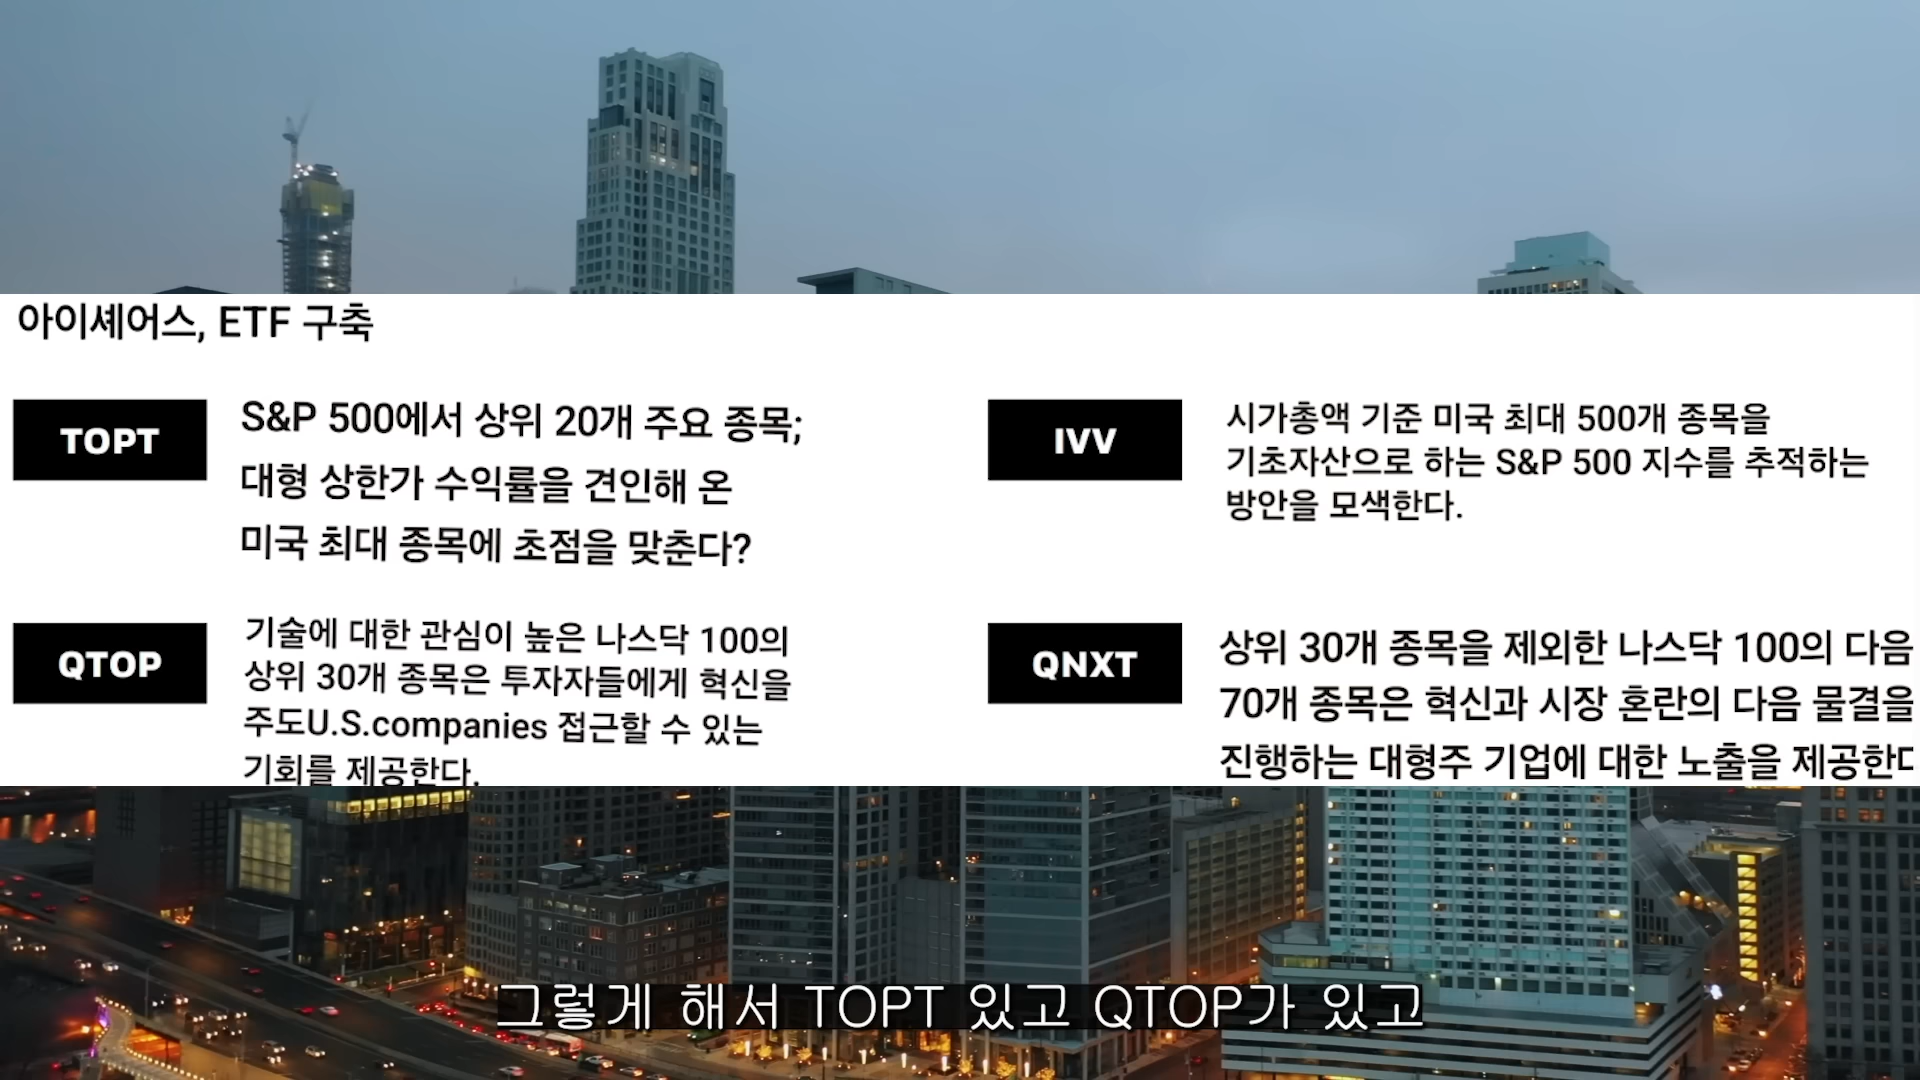 아이셰어스, ETF 구축
TOPT
S&P 500에서 상위 20개 주요 종목;
대형 상한가 수익률을 견인해 온
미국 최대 종목에 초점을 맞춘다?
IVV
시가총액 기준 미국 최대 500개 종목을
기초자산으로 하는 S&P 500 지수를 추적하는
방안을 모색한다.
QTOP
기술에 대한 관심이 높은 나스닥 100의
상위 30개 종목은 투자자들에게 혁신을
주도U.S.companies 접근할 수 있는
기회를 제공한다.
QNXT
상위 30개 종목을 제외한 나스닥 100의 다음
70개 종목은 혁신과 시장 혼란의 다음 물결을
진행하는 대형주 기업에 대한 노출을 제공한다
그렇게 해서 TOPT 있고 QTOP가 있고